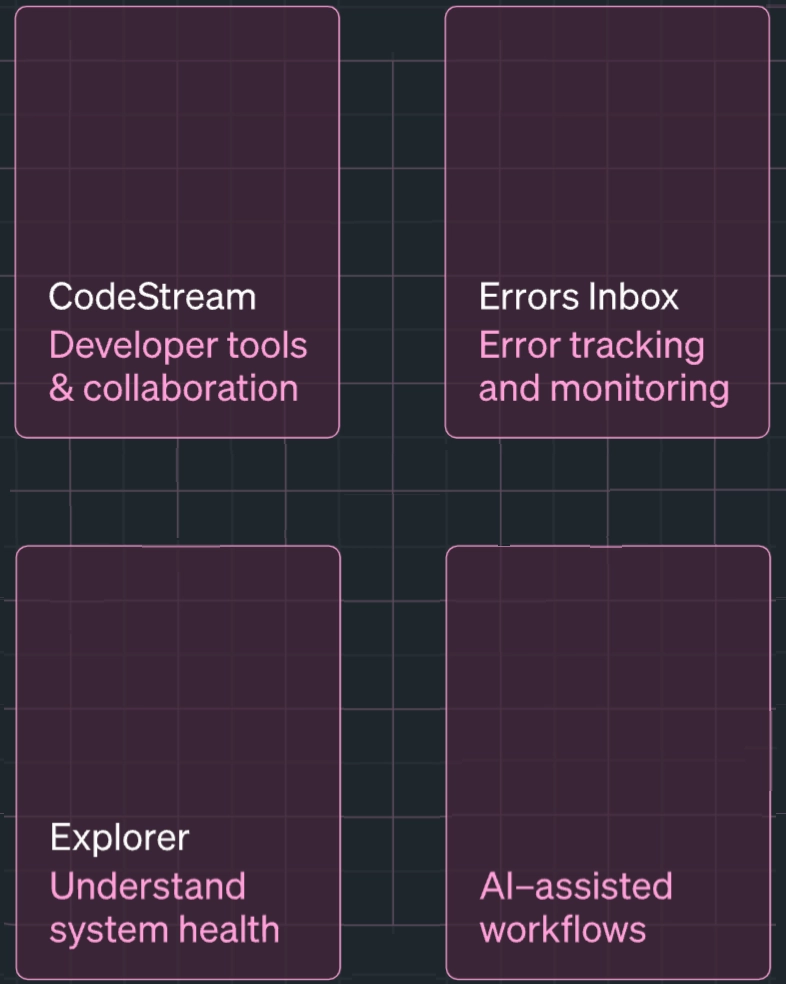 CodeStream
Developer tools
& collaboration
Errors Inbox
Error tracking
and monitoring
Explorer
Understand
system health
AI–assisted
workflows